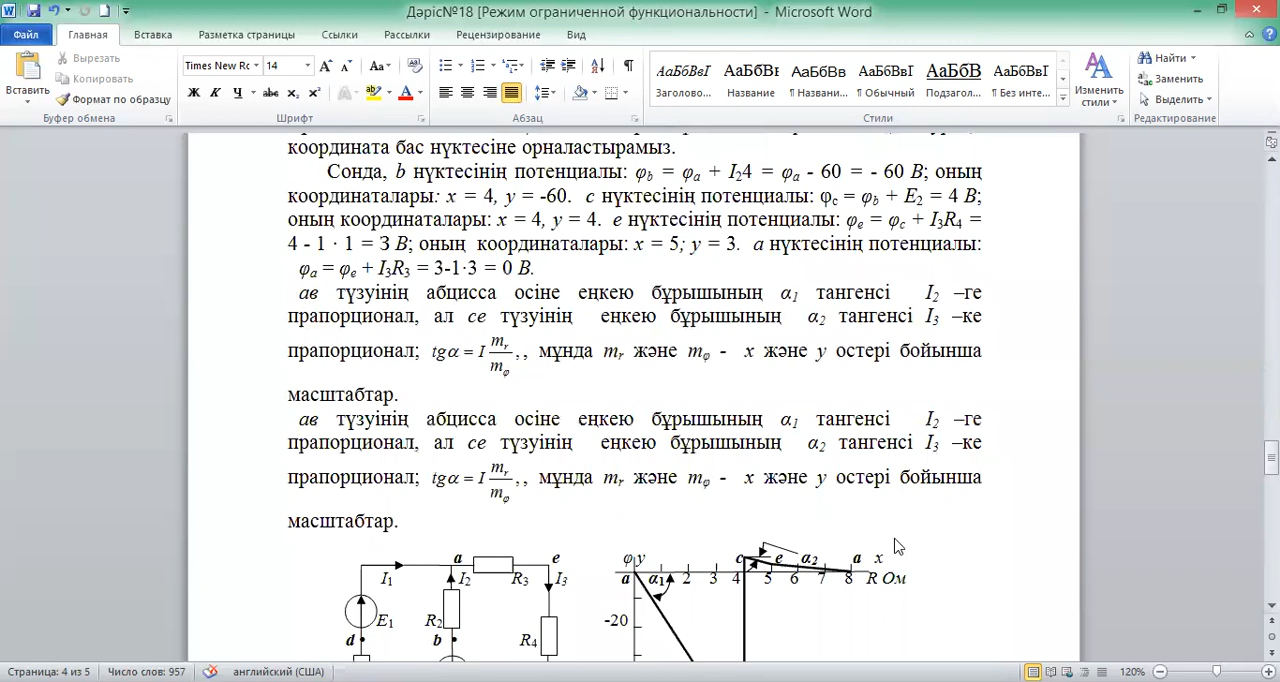 Дәріс№18 [Режим ограниченной функциональности] - Microsoft Word
Файл Главная Вставка Разметка страницы Ссылки Рассылки Рецензирование Вид
Вставить
Вырезать
Копировать
Формат по образцу
Буфер обмена
Times New Rc 14
Ж К Ч abc x₂ x²
Шрифт
Абзац
АаБбВвІ АаБбВı АаБбВв АаБбВвІ АаБбВ АаБбВвІ
Заголово... Название ¶ Названи... ¶ Обычный Подзагол... ¶ Без инте...
Стили
Изменить стили
Найти
Заменить
Выделить
Редактирование
координата бас нүктесіне орналастырамыз.
Сонда, b нүктесінің потенциалы: φb = φa + I₂4 = φa - 60 = - 60 В; оның
координаталары: x = 4, y = -60. c нүктесінің потенциалы: φc = φb + E₂ = 4 В;
оның координаталары: x = 4, y = 4. e нүктесінің потенциалы: φe = φc + I₃R₄ =
4 - 1 · 1 = 3 В; оның координаталары: x = 5; y = 3. a нүктесінің потенциалы:
φa = φe + I₃R₃ = 3-1·3 = 0 В.
ав түзуінің абцисса осіне еңкею бұрышының α₁ тангенсі I₂ –ге
прапорционал, ал се түзуінің еңкею бұрышының α₂ тангенсі I₃ –ке
прапорционал; tgα = I mr/mφ,, мұнда mr және mφ - x және y остері бойынша
масштабтар.
ав түзуінің абцисса осіне еңкею бұрышының α₁ тангенсі I₂ –ге
прапорционал, ал се түзуінің еңкею бұрышының α₂ тангенсі I₃ –ке
прапорционал; tgα = I mr/mφ,, мұнда mr және mφ - x және y остері бойынша
масштабтар.
a e φ y c e α₂ a x
I₁ I₂ R₃ I₃ a α₁ 2 3 4 5 6 7 8 R Ом
E₁ R₂ -20
d b R₄
Страница: 4 из 5 Число слов: 957 английский (США) 120%